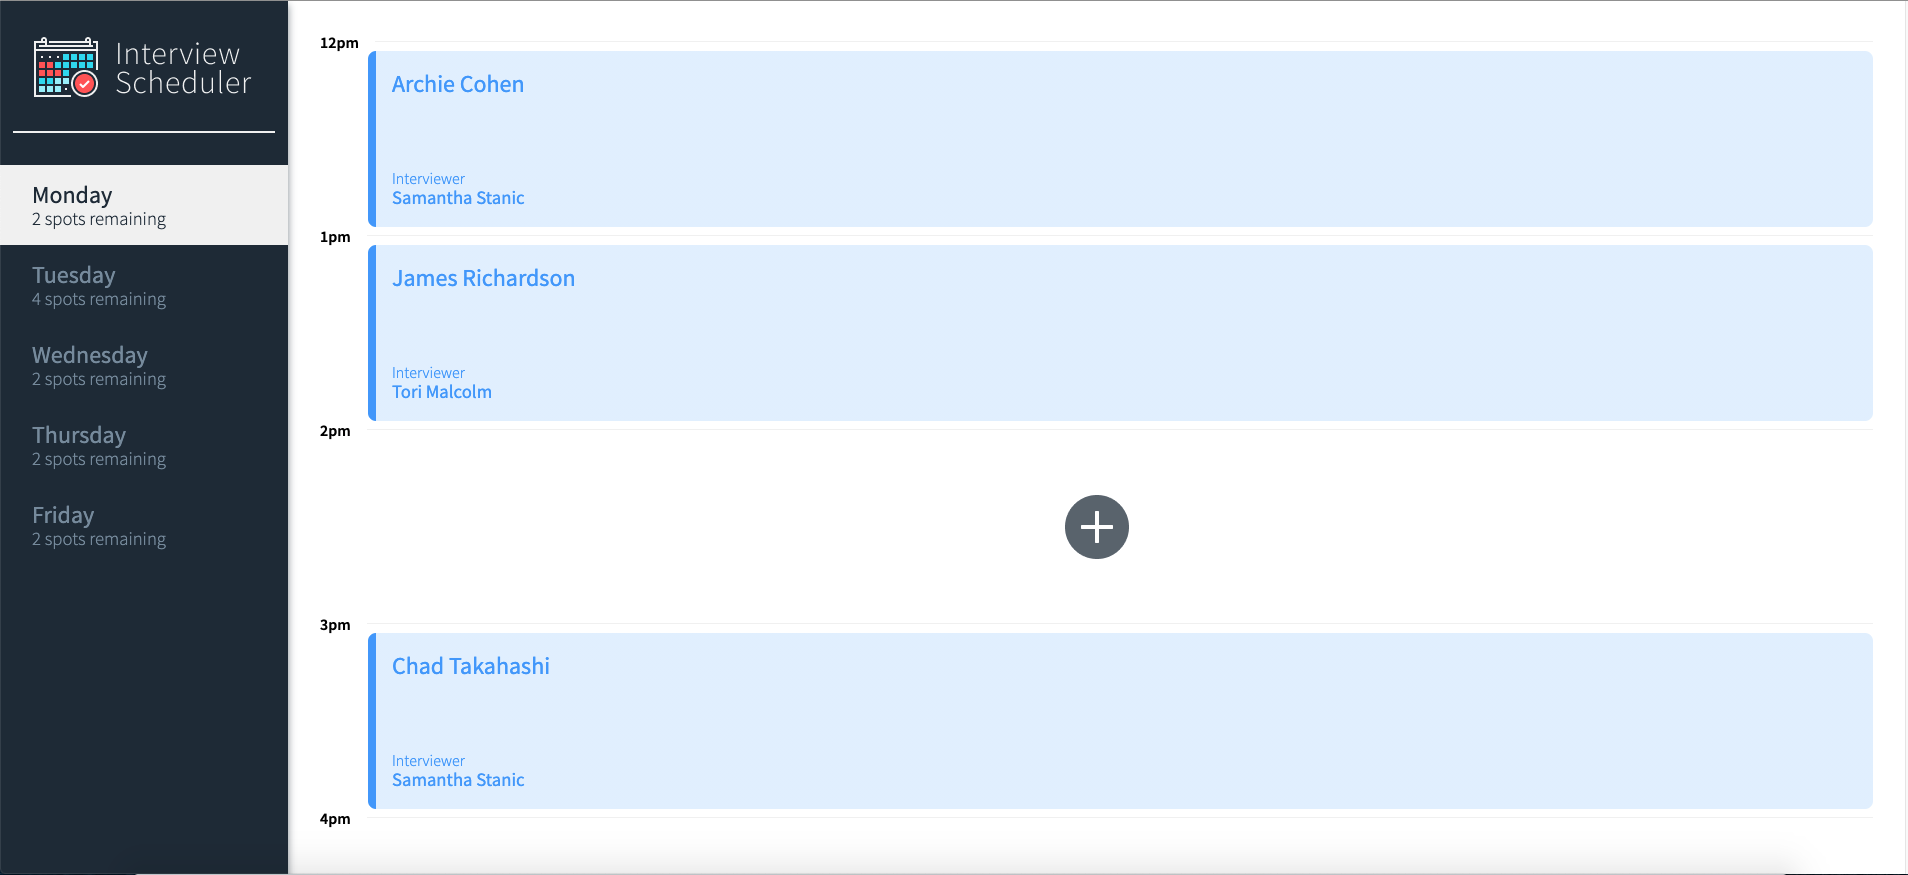 Interview
Scheduler
Monday
2 spots remaining
Tuesday
4 spots remaining
Wednesday
2 spots remaining
Thursday
2 spots remaining
Friday
2 spots remaining
12pm
Archie Cohen
Interviewer
Samantha Stanic
1pm
James Richardson
Interviewer
Tori Malcolm
2pm
3pm
Chad Takahashi
Interviewer
Samantha Stanic
4pm